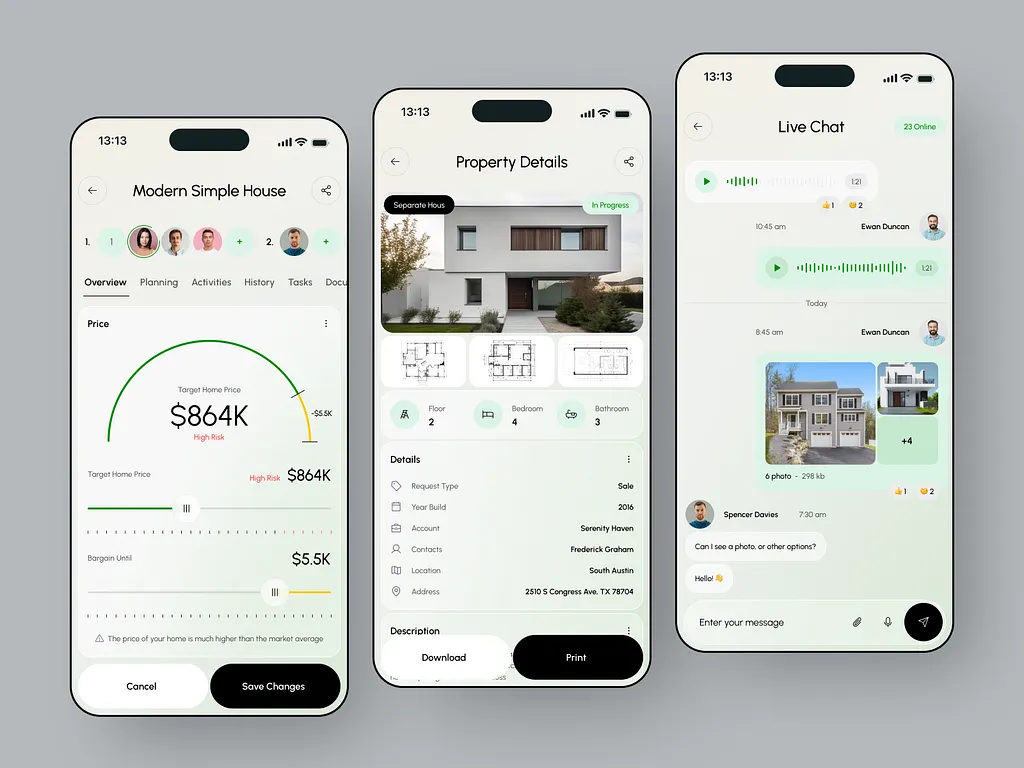 13:13
Modern Simple House
1.
1
+
2.
+
Overview Planning Activities History Tasks Docu
Price
Target Home Price
$864K
High Risk
-$5.5K
Target Home Price High Risk $864K
Bargain Until $5.5K
The price of your home is much higher than the market average
Cancel Save Changes
13:13
Property Details
Separate Hous In Progress
Floor
2
Bedroom
4
Bathroom
3
Details
Request Type Sale
Year Build 2016
Account Serenity Haven
Contacts Frederick Graham
Location South Austin
Address 2510 S Congress Ave, TX 78704
Description
Download Print
13:13
Live Chat
23 Online
1:21
1 2
10:45 am Ewan Duncan
1:21
Today
8:45 am Ewan Duncan
+4
6 photo - 298 kb
1 2
Spencer Davies 7:30 am
Can I see a photo, or other options?
Hello! 👋
Enter your message